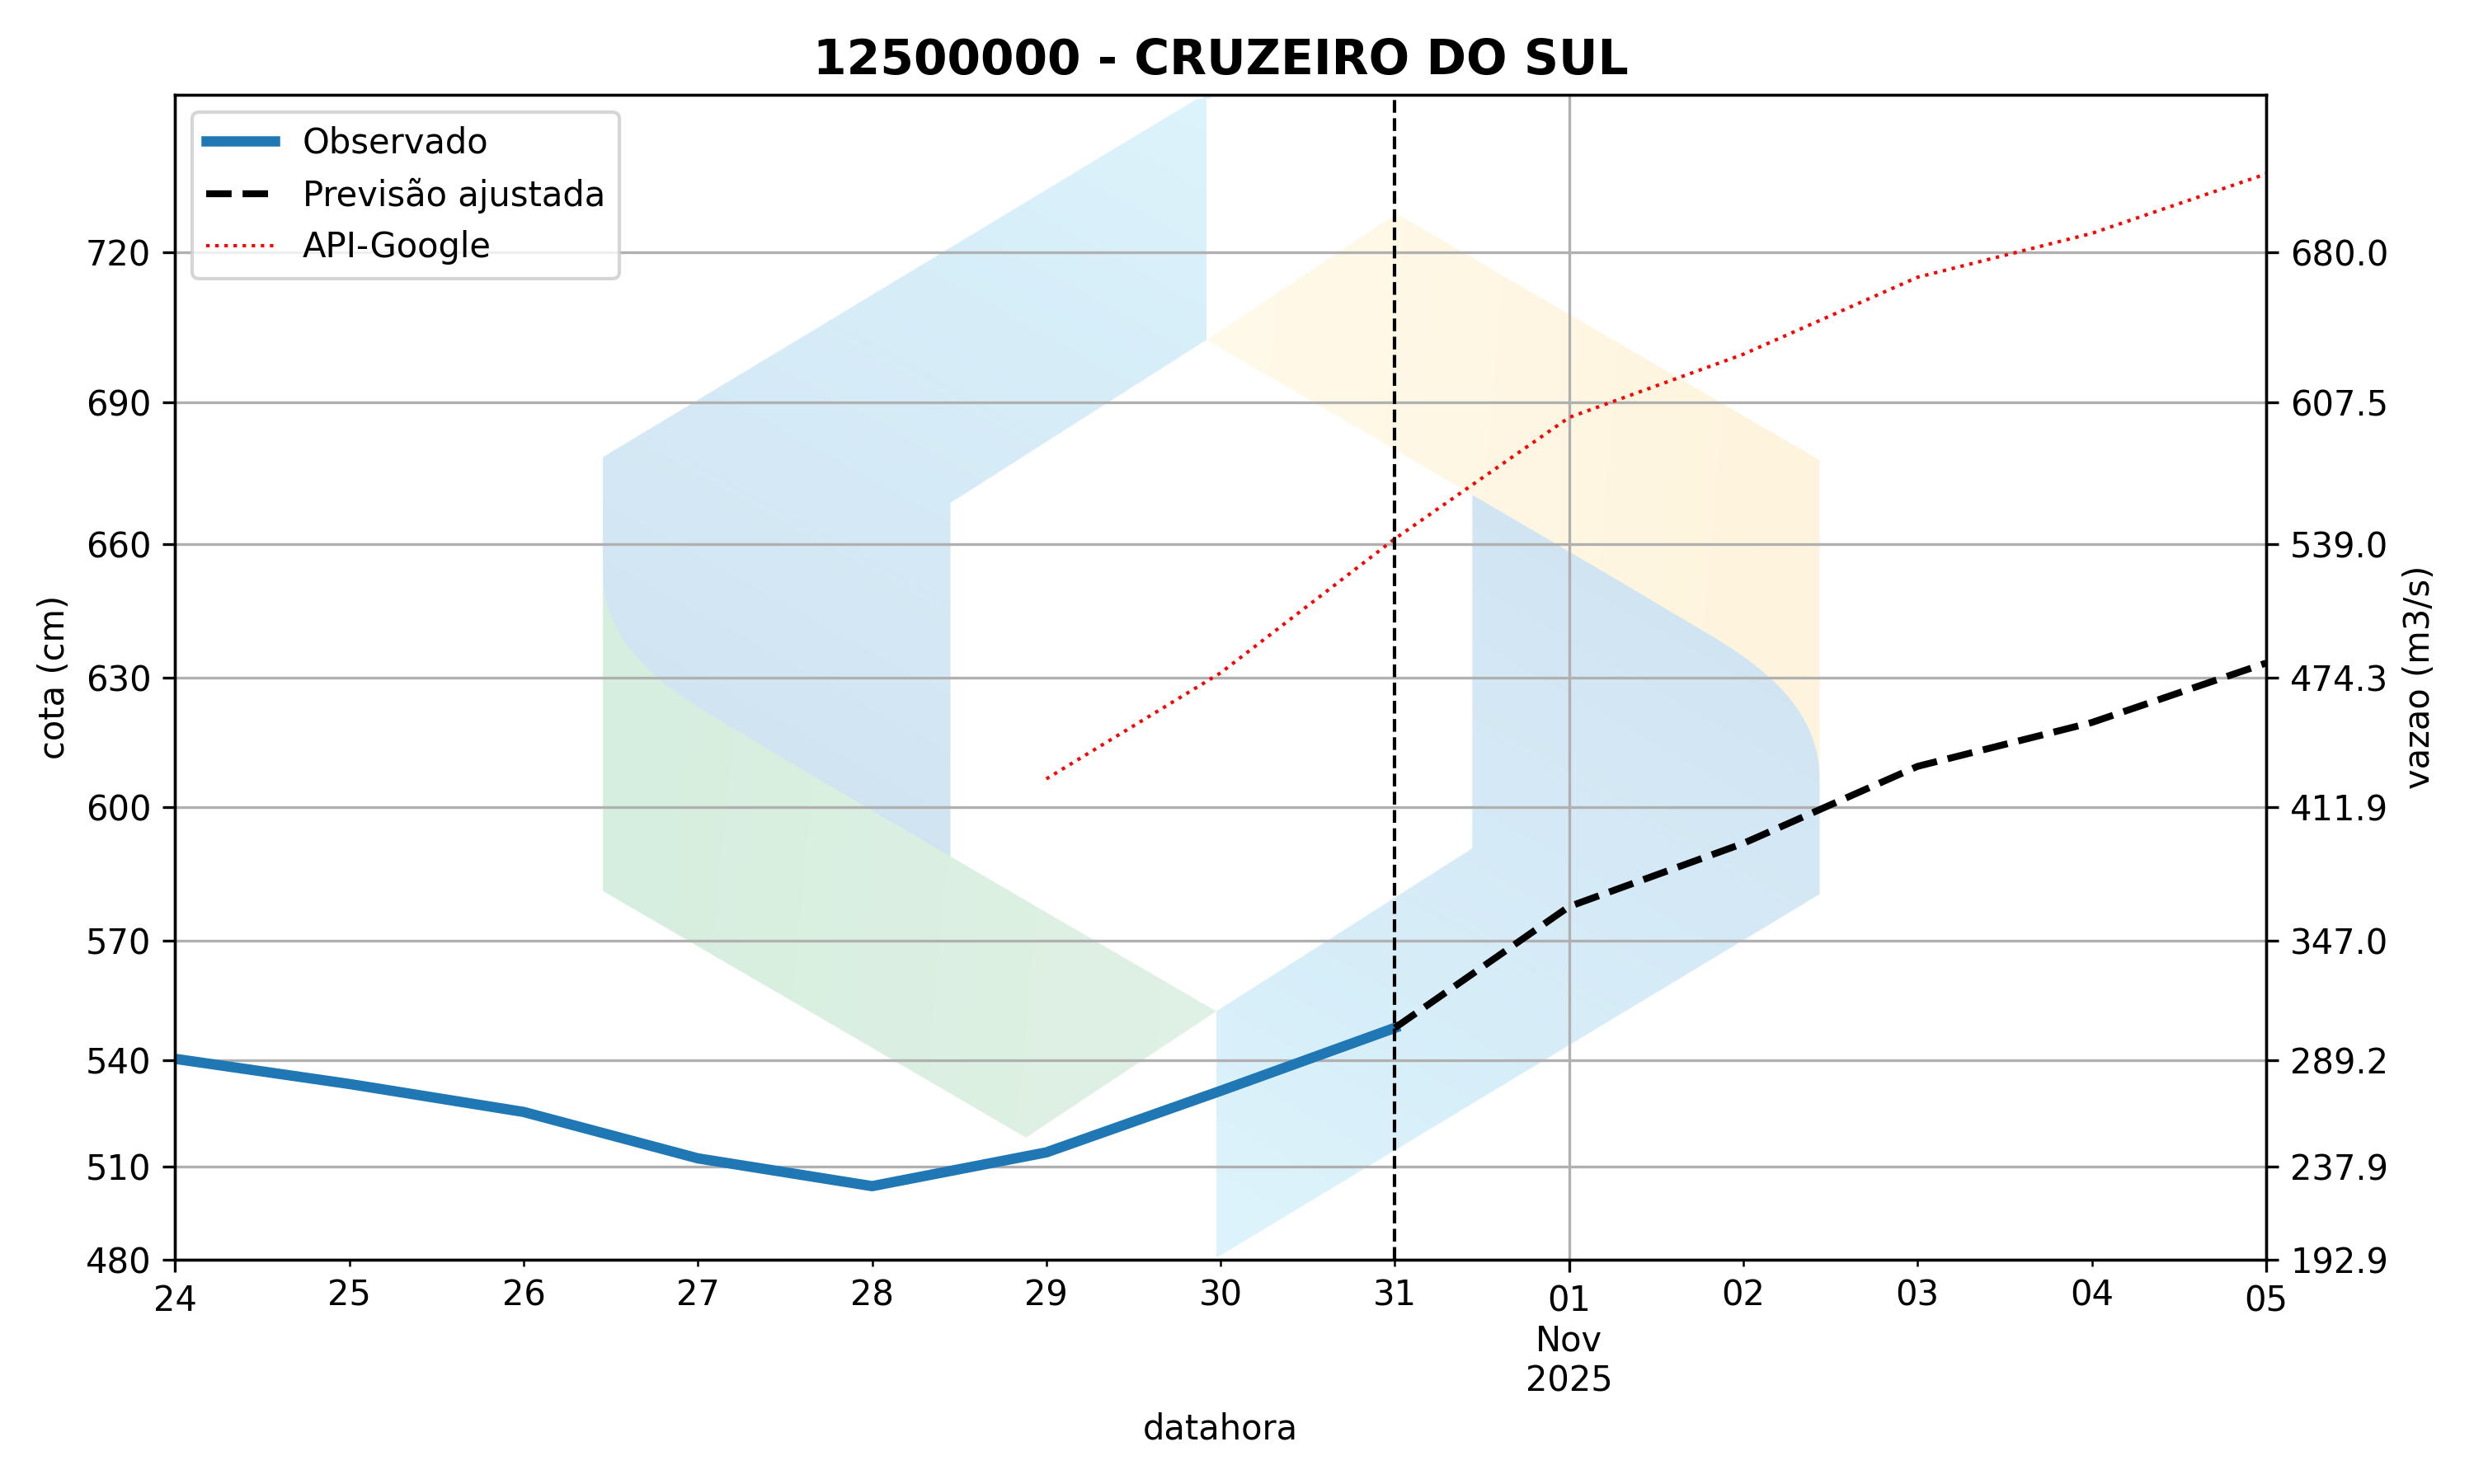 12500000 - CRUZEIRO DO SUL
Observado
Previsão ajustada
API-Google
cota (cm)
720
690
660
630
600
570
540
510
480
680.0
607.5
539.0
474.3
411.9
347.0
289.2
237.9
192.9
vazao (m3/s)
24 25 26 27 28 29 30 31 01 02 03 04 05
Nov
2025
datahora